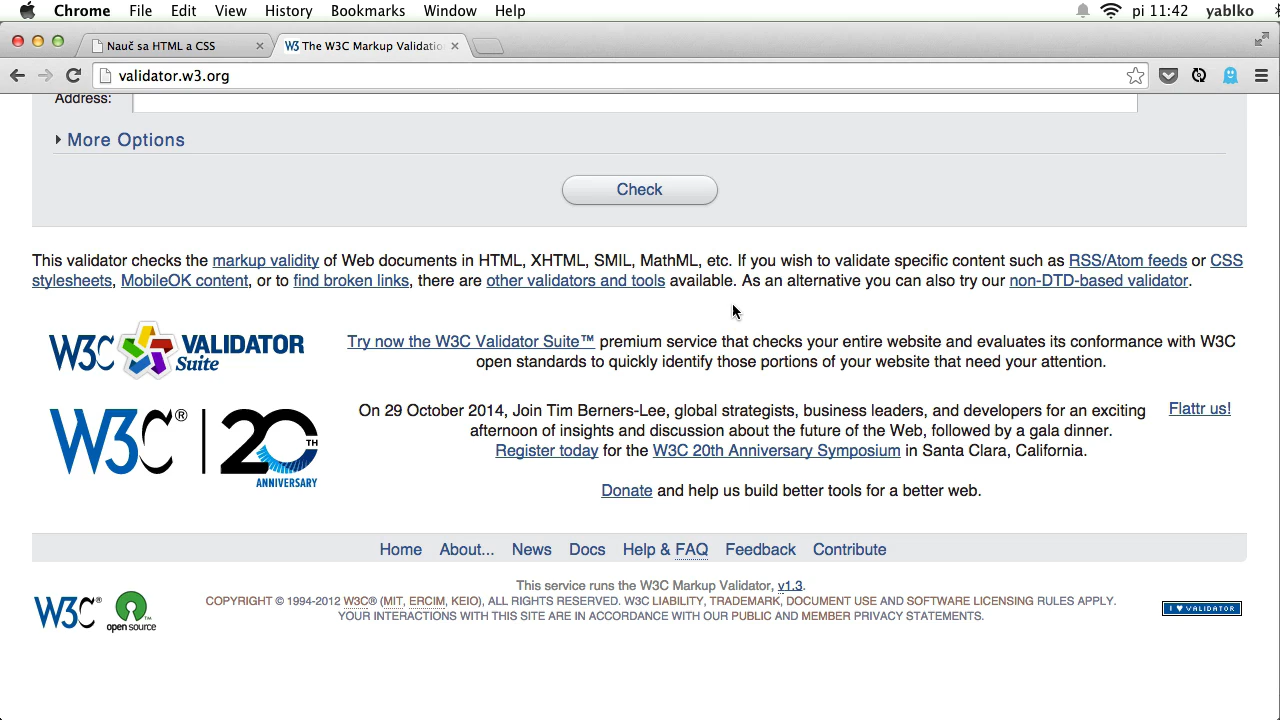 Chrome File Edit View History Bookmarks Window Help pi 11:42 yablko
Nauč sa HTML a CSS The W3C Markup Validatio
validator.w3.org
Address:
More Options
Check
This validator checks the markup validity of Web documents in HTML, XHTML, SMIL, MathML, etc. If you wish to validate specific content such as RSS/Atom feeds or CSS
stylesheets, MobileOK content, or to find broken links, there are other validators and tools available. As an alternative you can also try our non-DTD-based validator.
W3C VALIDATOR Suite
Try now the W3C Validator Suite™ premium service that checks your entire website and evaluates its conformance with W3C
open standards to quickly identify those portions of your website that need your attention.
W3C® 20TH ANNIVERSARY
On 29 October 2014, Join Tim Berners-Lee, global strategists, business leaders, and developers for an exciting Flattr us!
afternoon of insights and discussion about the future of the Web, followed by a gala dinner.
Register today for the W3C 20th Anniversary Symposium in Santa Clara, California.
Donate and help us build better tools for a better web.
Home About... News Docs Help & FAQ Feedback Contribute
This service runs the W3C Markup Validator, v1.3.
W3C® open source COPYRIGHT © 1994-2012 W3C® (MIT, ERCIM, KEIO), ALL RIGHTS RESERVED. W3C LIABILITY, TRADEMARK, DOCUMENT USE AND SOFTWARE LICENSING RULES APPLY. I ♥ VALIDATOR
YOUR INTERACTIONS WITH THIS SITE ARE IN ACCORDANCE WITH OUR PUBLIC AND MEMBER PRIVACY STATEMENTS.